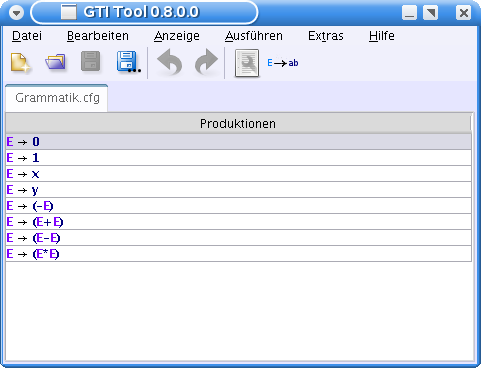 GTI Tool 0.8.0.0
Datei Bearbeiten Anzeige Ausführen Extras Hilfe
E→ab
Grammatik.cfg
Produktionen
E → 0
E → 1
E → x
E → y
E → (-E)
E → (E+E)
E → (E-E)
E → (E*E)